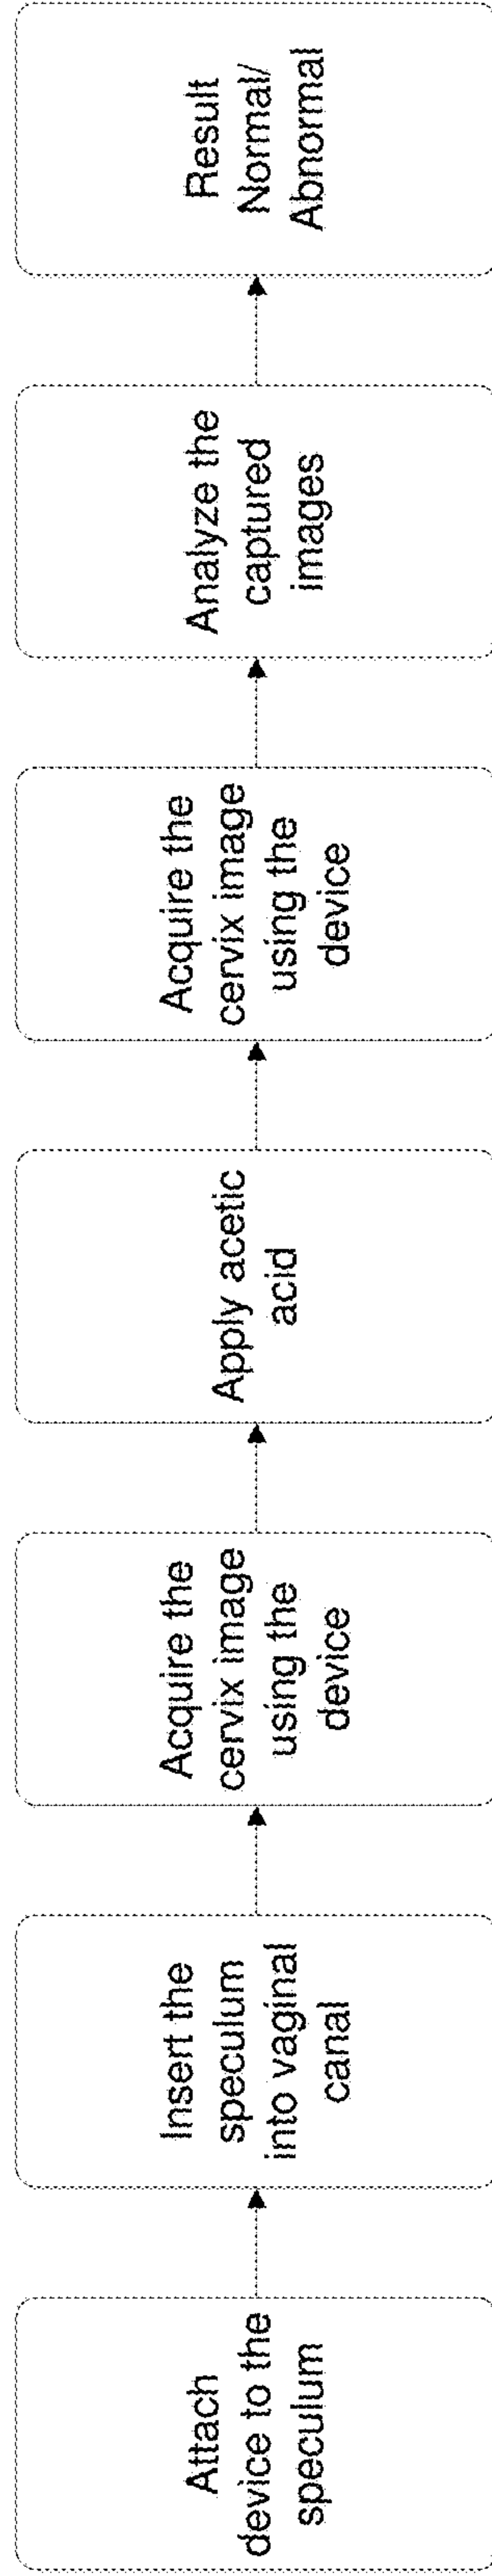 Attach
device to the
speculum
Insert the
speculum
into vaginal
canal
Acquire the
cervix image
using the
device
Apply acetic
acid
Acquire the
cervix image
using the
device
Analyze the
captured
images
Result
Normal/
Abnormal